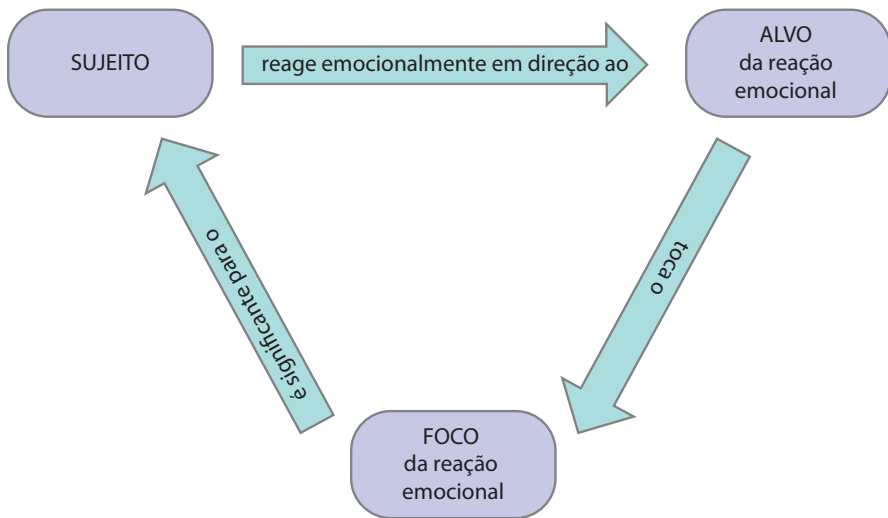 SUJEITO
reage emocionalmente em direção ao
ALVO
da reação
emocional
toca o
FOCO
da reação
emocional
é significante para o